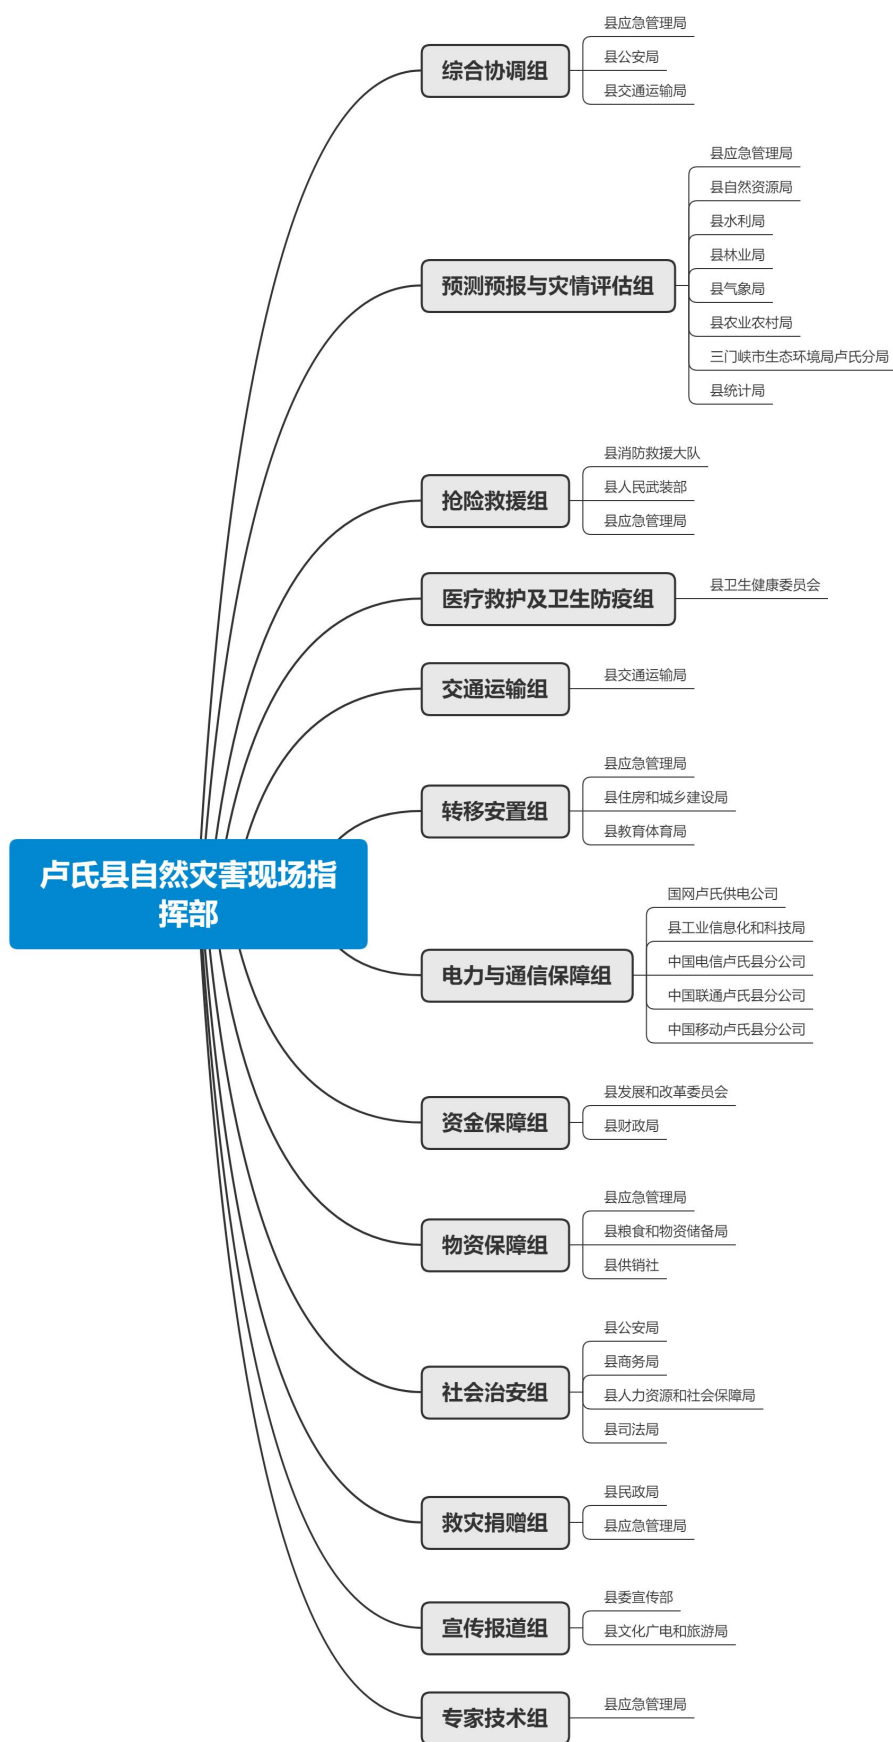 卢氏县自然灾害现场指
挥部
综合协调组
县应急管理局
县公安局
县交通运输局
预测预报与灾情评估组
县应急管理局
县自然资源局
县水利局
县林业局
县气象局
县农业农村局
三门峡市生态环境局卢氏分局
县统计局
抢险救援组
县消防救援大队
县人民武装部
县应急管理局
医疗救护及卫生防疫组
县卫生健康委员会
交通运输组
县交通运输局
转移安置组
县应急管理局
县住房和城乡建设局
县教育体育局
电力与通信保障组
国网卢氏供电公司
县工业信息化和科技局
中国电信卢氏县分公司
中国联通卢氏县分公司
中国移动卢氏县分公司
资金保障组
县发展和改革委员会
县财政局
物资保障组
县应急管理局
县粮食和物资储备局
县供销社
社会治安组
县公安局
县商务局
县人力资源和社会保障局
县司法局
救灾捐赠组
县民政局
县应急管理局
宣传报道组
县委宣传部
县文化广电和旅游局
专家技术组
县应急管理局